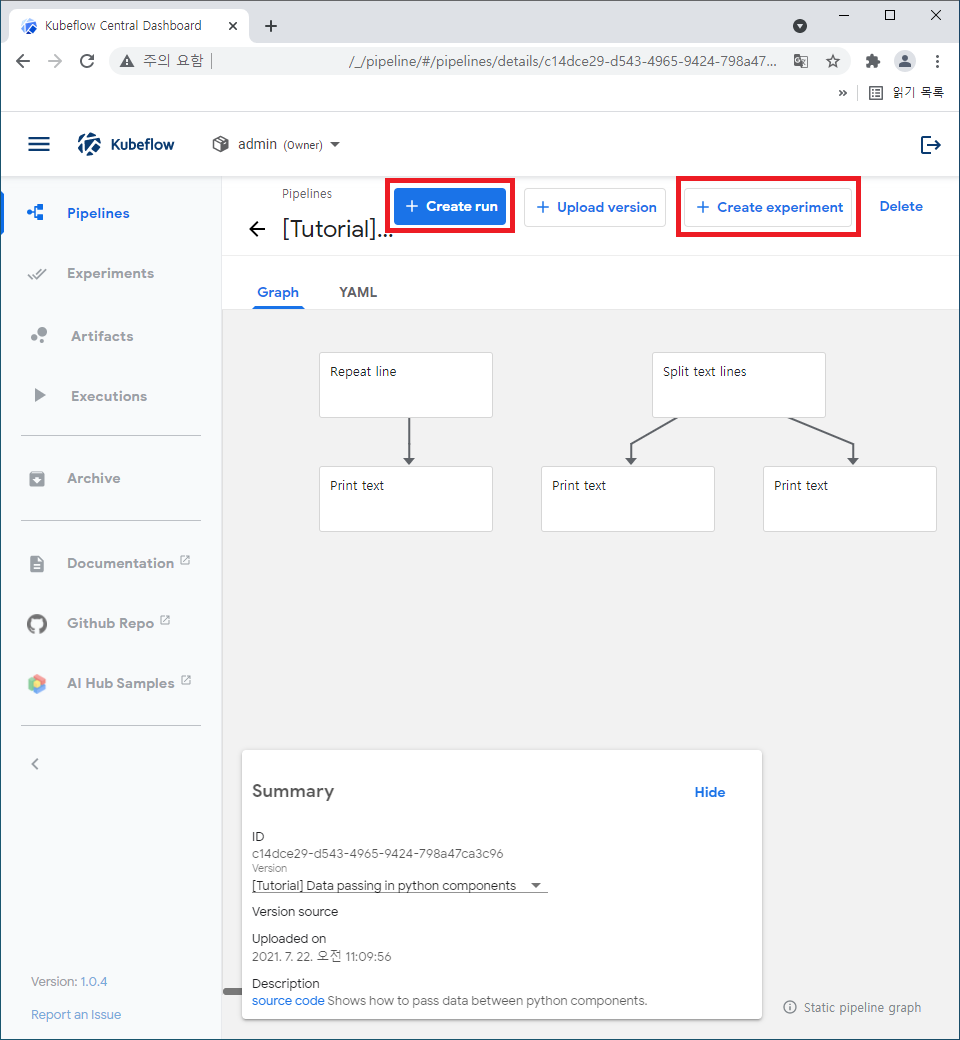 Kubeflow Central Dashboard
주의 요함
/_/pipeline/#/pipelines/details/c14dce29-d543-4965-9424-798a47...
» 읽기 목록
Kubeflow
admin (Owner)
Pipelines
Experiments
Artifacts
Executions
Archive
Documentation
Github Repo
AI Hub Samples
Version: 1.0.4
Report an Issue
Pipelines
[Tutorial]...
+ Create run
+ Upload version
+ Create experiment
Delete
Graph
YAML
Repeat line
Split text lines
Print text
Print text
Print text
Summary
Hide
ID
c14dce29-d543-4965-9424-798a47ca3c96
Version
[Tutorial] Data passing in python components
Version source
Uploaded on
2021. 7. 22. 오전 11:09:56
Description
source code Shows how to pass data between python components.
Static pipeline graph